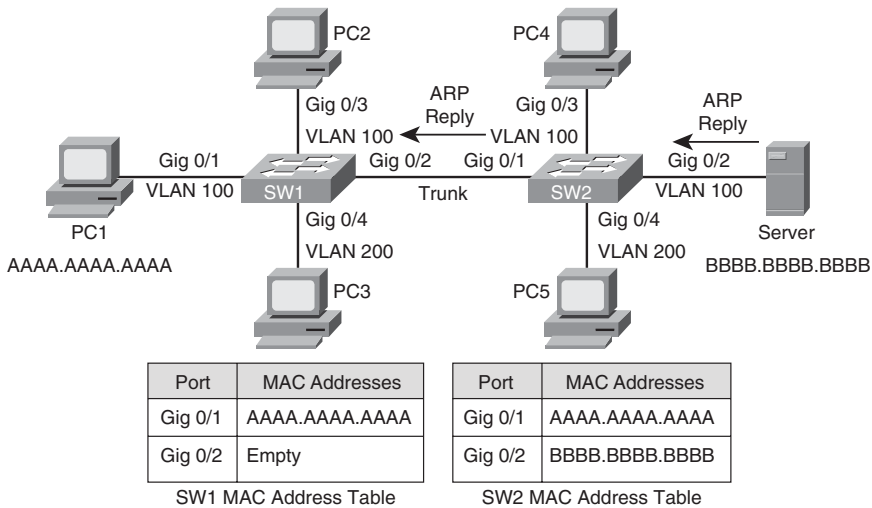 PC2
PC4
ARP
Reply
ARP
Reply
Gig 0/3
VLAN 100
Gig 0/3
VLAN 100
Gig 0/1
VLAN 100
SW1
Gig 0/2
Gig 0/1
Trunk
SW2
Gig 0/2
VLAN 100
PC1
AAAA.AAAA.AAAA
Gig 0/4
VLAN 200
Gig 0/4
VLAN 200
Server
BBBB.BBBB.BBBB
PC3
PC5
Port MAC Addresses
Gig 0/1 AAAA.AAAA.AAAA
Gig 0/2 Empty
SW1 MAC Address Table
Port MAC Addresses
Gig 0/1 AAAA.AAAA.AAAA
Gig 0/2 BBBB.BBBB.BBBB
SW2 MAC Address Table